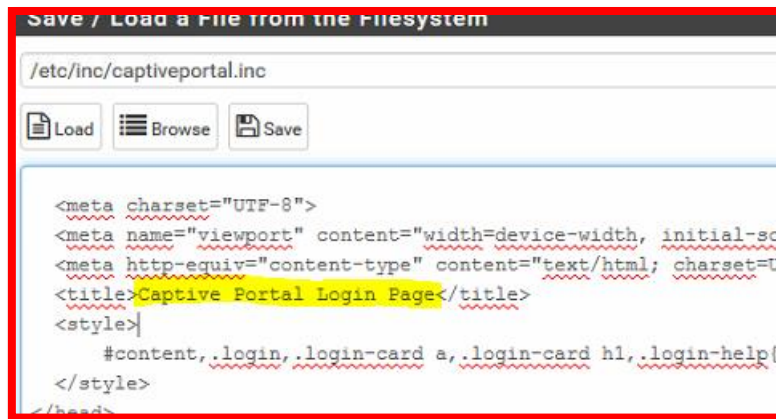 Save / Load a File from the Filesystem
/etc/inc/captiveportal.inc
Load Browse Save
<meta charset="UTF-8">
<meta name="viewport" content="width=device-width, initial-sc
<meta http-equiv="content-type" content="text/html; charset=U
<title>Captive Portal Login Page</title>
<style>
#content,.login,.login-card a,.login-card h1,.login-help{
</style>
</head>